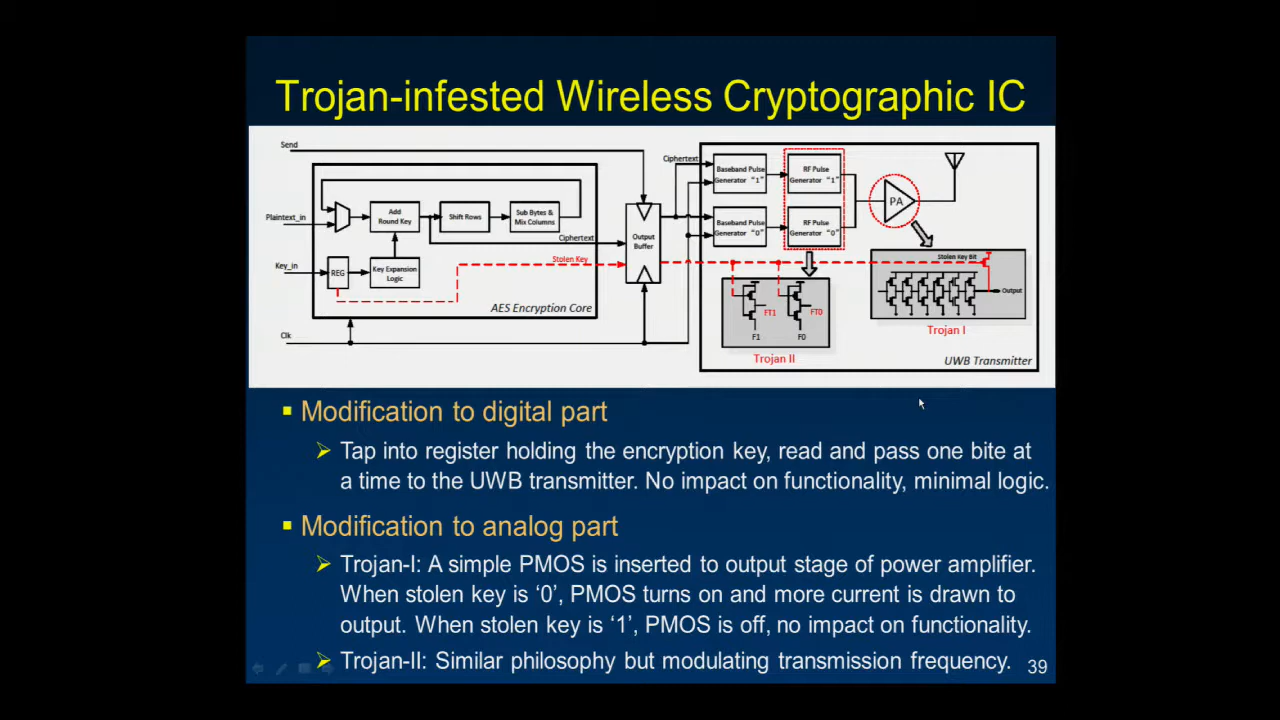 Trojan-infested Wireless Cryptographic IC
Send
Ciphertext
Baseband Pulse
Generator "1"
RF Pulse
Generator "1"
Plaintext_in
Add
Round Key
Shift Rows
Sub Bytes &
Mix Columns
Output
Buffer
PA
Baseband Pulse
Generator "0"
RF Pulse
Generator "0"
Ciphertext
Stolen Key
Stolen Key Bit
Key_in
REG
Key Expansion
Logic
Output
AES Encryption Core
FT1
FT0
F1
F0
Trojan I
Clk
Trojan II
UWB Transmitter
Modification to digital part
Tap into register holding the encryption key, read and pass one bite at
a time to the UWB transmitter. No impact on functionality, minimal logic.
Modification to analog part
Trojan-I: A simple PMOS is inserted to output stage of power amplifier.
When stolen key is ‘0’, PMOS turns on and more current is drawn to
output. When stolen key is ‘1’, PMOS is off, no impact on functionality.
Trojan-II: Similar philosophy but modulating transmission frequency.
39